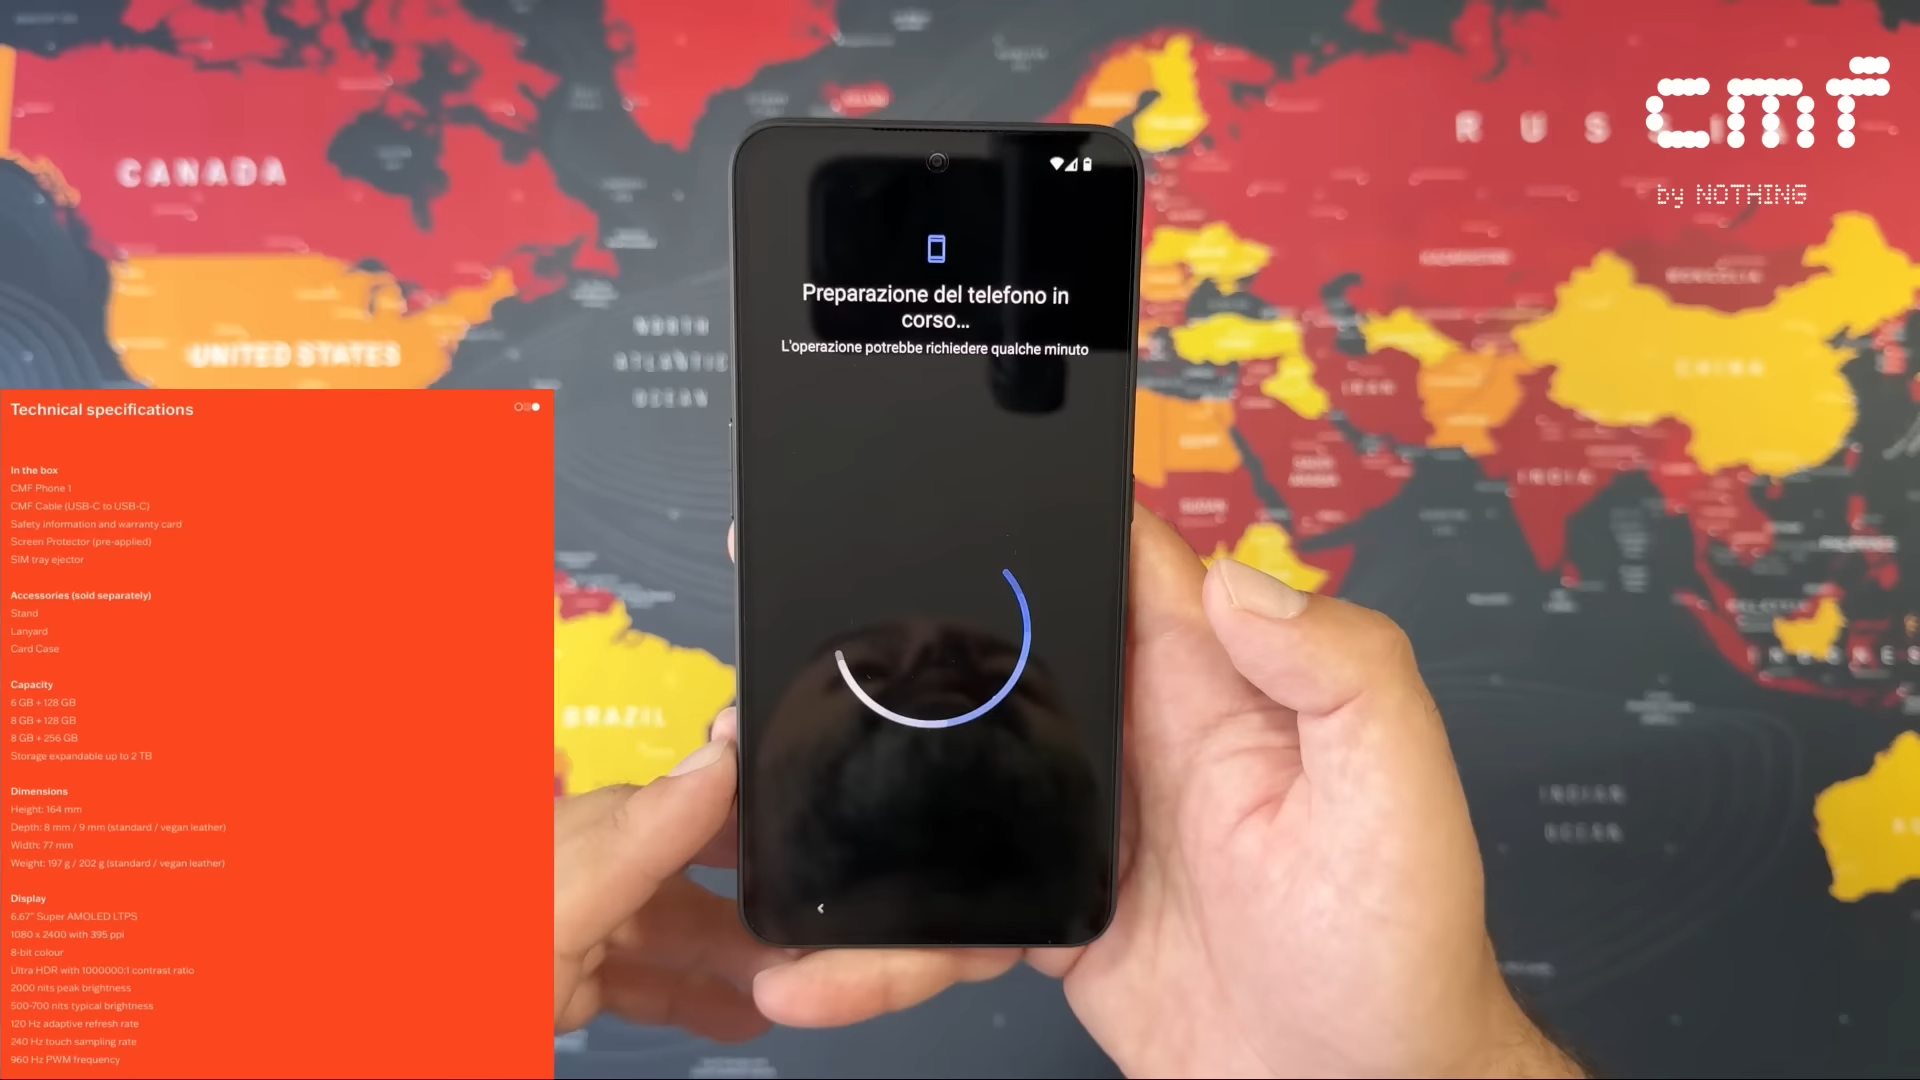 cmf
by NOTHING
CANADA
UNITED STATES
NORTH
ATLANTIC
OCEAN
BRAZIL
CHINA
INDIA
IRAN
SUDAN
INDIAN
OCEAN
Preparazione del telefono in
corso...
L'operazione potrebbe richiedere qualche minuto
Technical specifications
In the box
CMF Phone 1
CMF Cable (USB-C to USB-C)
Safety information and warranty card
Screen Protector (pre-applied)
SIM tray ejector
Accessories (sold separately)
Stand
Lanyard
Card Case
Capacity
6 GB + 128 GB
8 GB + 128 GB
8 GB + 256 GB
Storage expandable up to 2 TB
Dimensions
Height: 164 mm
Depth: 8 mm / 9 mm (standard / vegan leather)
Width: 77 mm
Weight: 197 g / 202 g (standard / vegan leather)
Display
6.67" Super AMOLED LTPS
1080 x 2400 with 395 ppi
8-bit colour
Ultra HDR with 1000000:1 contrast ratio
2000 nits peak brightness
500-700 nits typical brightness
120 Hz adaptive refresh rate
240 Hz touch sampling rate
960 Hz PWM frequency